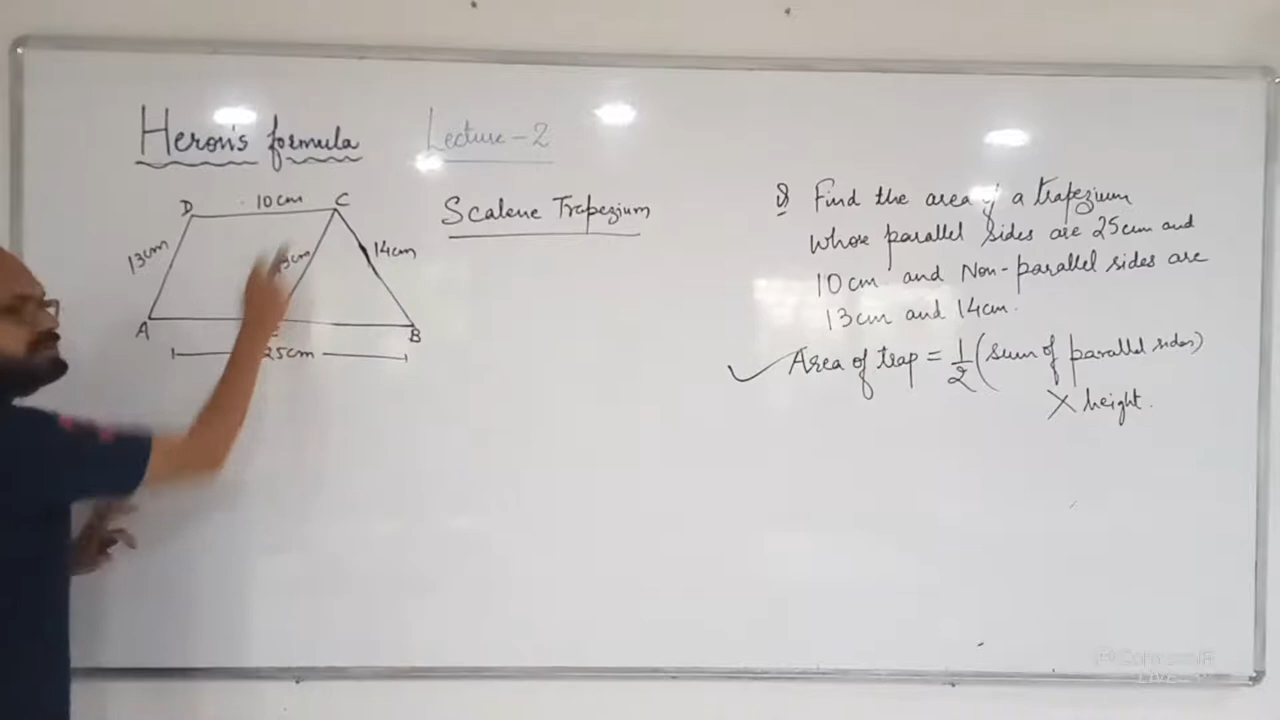 Heron's formula Lecture-2
D 10cm C
13cm
14cm
A
B
25cm
Scalene Trapezium
Q Find the area of a trapezium
whose parallel sides are 25cm and
10cm and Non-parallel sides are
13cm and 14cm.
Area of trap = 1/2 (sum of parallel sides)
X height.
LIVE